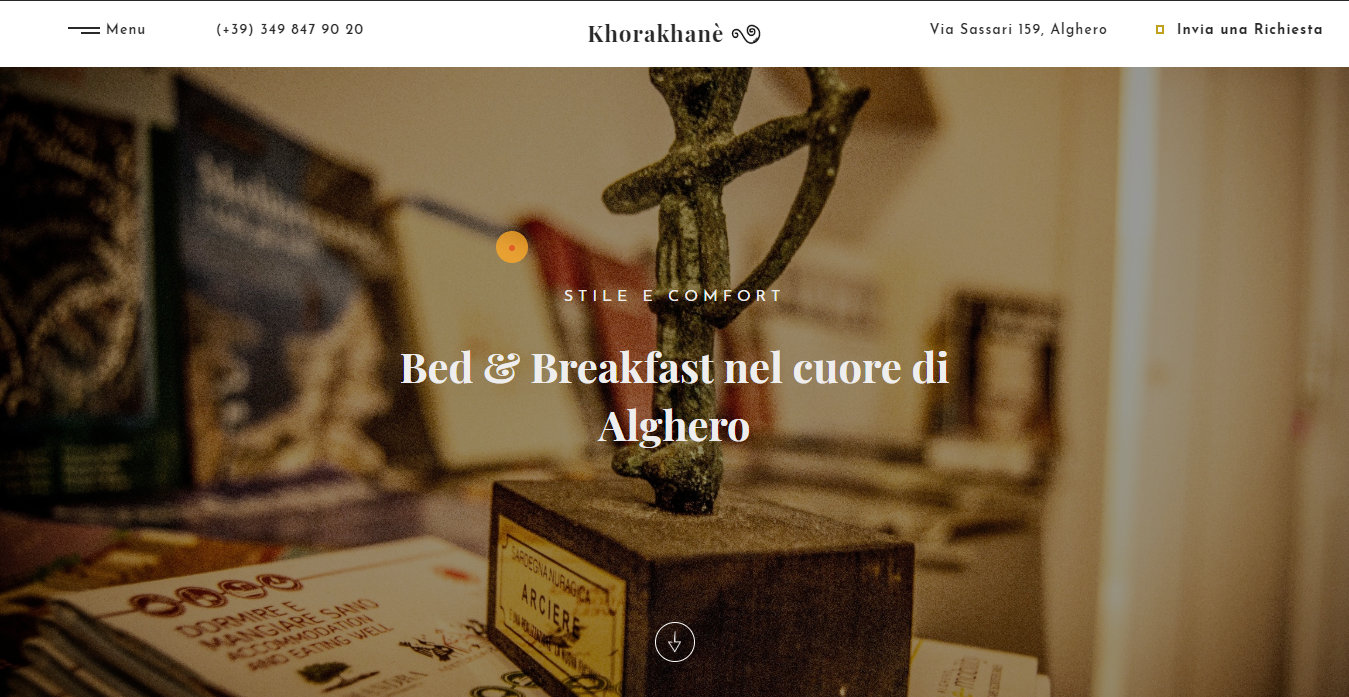 Menu
(+39) 349 847 90 20
Khorakhanè
Via Sassari 159, Alghero
Invia una Richiesta
STILE E COMFORT
Bed & Breakfast nel cuore di
Alghero
SARDEGNA NURAGICA
ARCIERE
DORMIRE E
MANGIARE SANO
ACCOMMODATION
AND EATING WELL